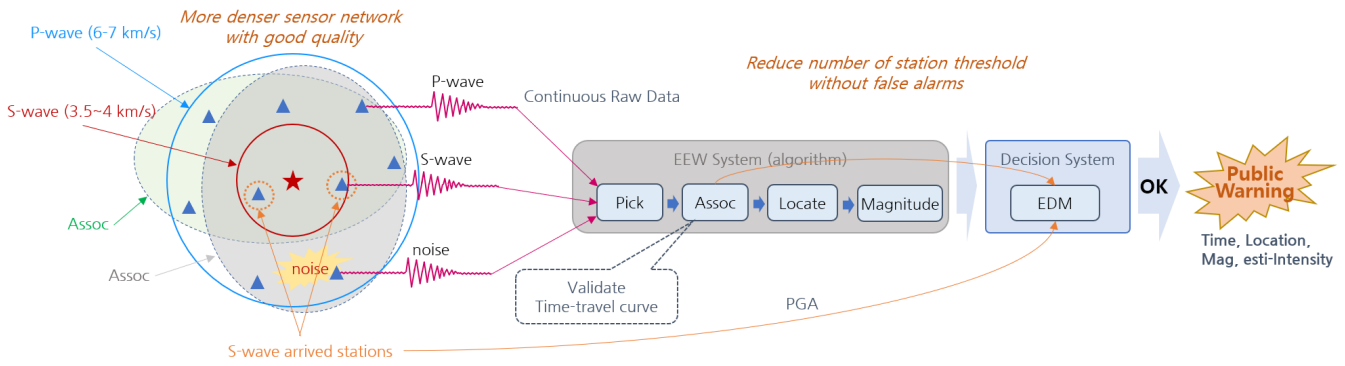 More denser sensor network
with good quality
P-wave (6-7 km/s)
S-wave (3.5~4 km/s)
Assoc
Assoc
noise
S-wave arrived stations
P-wave
S-wave
noise
Continuous Raw Data
Reduce number of station threshold
without false alarms
EEW System (algorithm)
Pick
Assoc
Locate
Magnitude
Validate
Time-travel curve
PGA
Decision System
EDM
OK
Public
Warning
Time, Location,
Mag, esti-Intensity